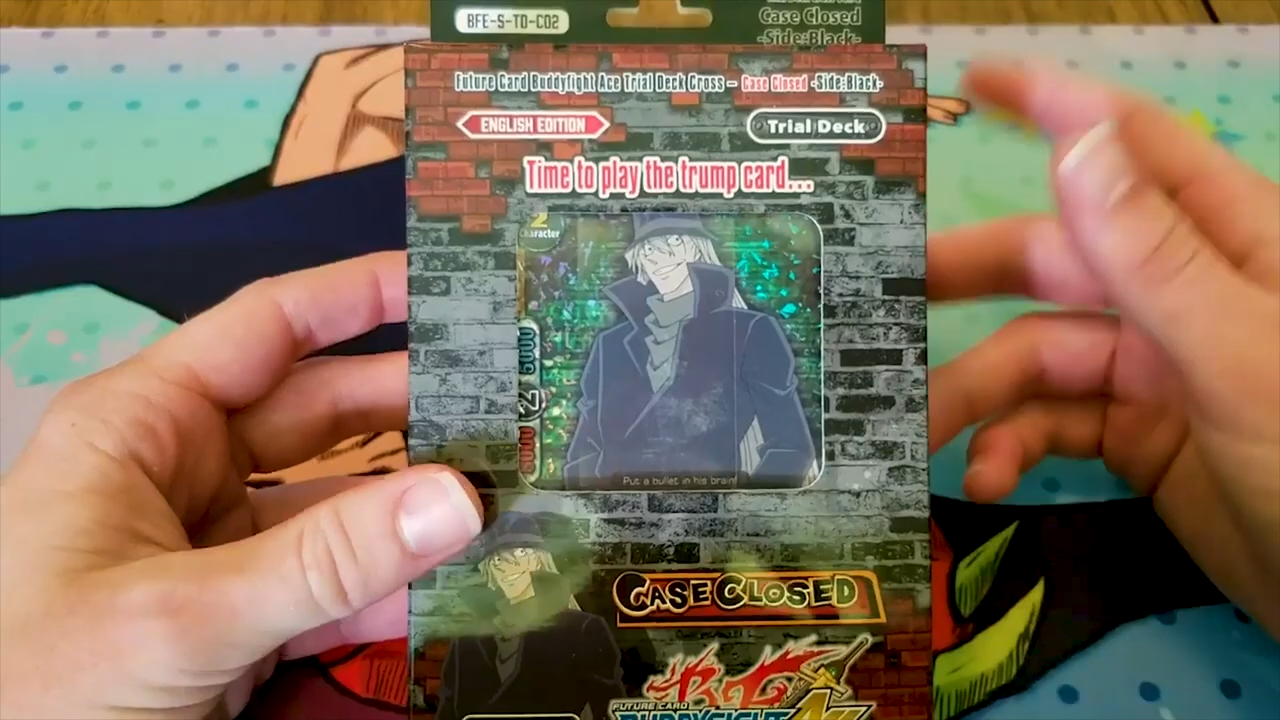 BFE-S-TD-C02
Case Closed
-Side:Black-
Future Card Buddyfight Ace Trial Deck Cross – Case Closed -Side:Black-
ENGLISH EDITION
Trial Deck
Time to play the trump card...
2
Character
5000
2
5000
Put a bullet in his brain!
CASE CLOSED
FUTURE CARD
BUDDYFIGHT Ace